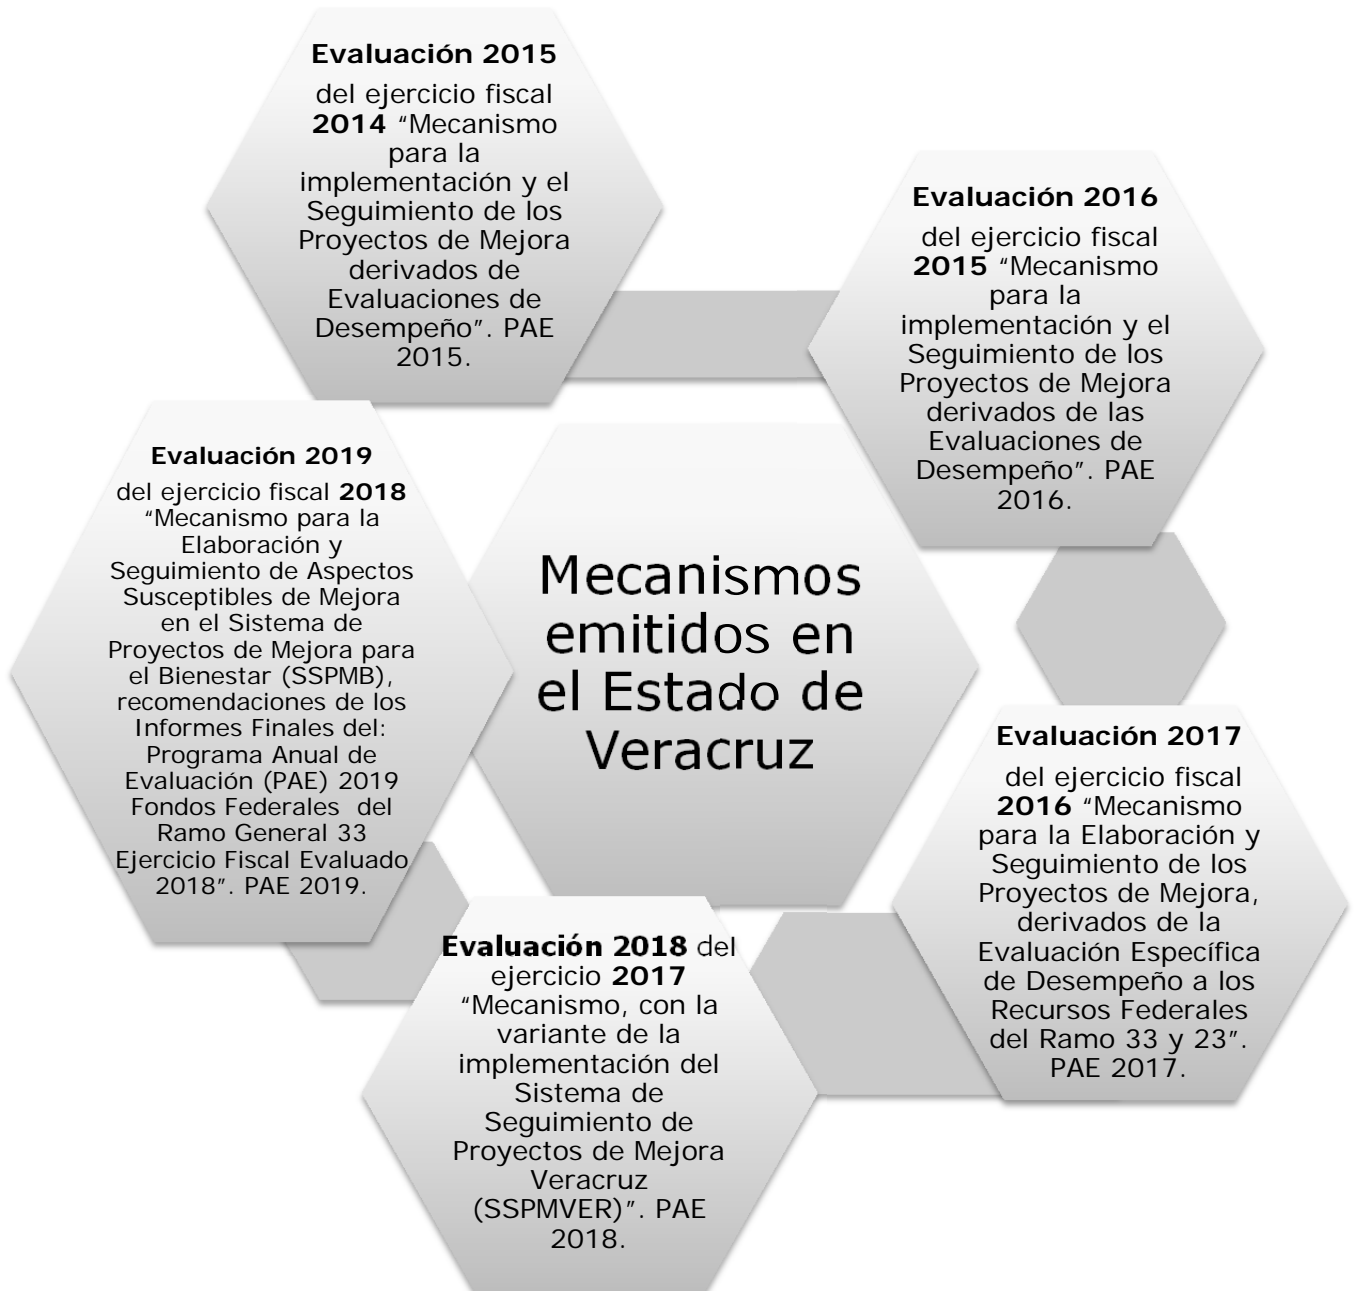 Evaluación 2015
del ejercicio fiscal
2014 “Mecanismo
para la
implementación y el
Seguimiento de los
Proyectos de Mejora
derivados de
Evaluaciones de
Desempeño”. PAE
2015.
Evaluación 2016
del ejercicio fiscal
2015 “Mecanismo
para la
implementación y el
Seguimiento de los
Proyectos de Mejora
derivados de las
Evaluaciones de
Desempeño”. PAE
2016.
Evaluación 2019
del ejercicio fiscal 2018
“Mecanismo para la
Elaboración y
Seguimiento de Aspectos
Susceptibles de Mejora
en el Sistema de
Proyectos de Mejora para
el Bienestar (SSPMB),
recomendaciones de los
Informes Finales del:
Programa Anual de
Evaluación (PAE) 2019
Fondos Federales del
Ramo General 33
Ejercicio Fiscal Evaluado
2018”. PAE 2019.
Mecanismos
emitidos en
el Estado de
Veracruz
Evaluación 2017
del ejercicio fiscal
2016 “Mecanismo
para la Elaboración y
Seguimiento de los
Proyectos de Mejora,
derivados de la
Evaluación Específica
de Desempeño a los
Recursos Federales
del Ramo 33 y 23”.
PAE 2017.
Evaluación 2018 del
ejercicio 2017
“Mecanismo, con la
variante de la
implementación del
Sistema de
Seguimiento de
Proyectos de Mejora
Veracruz
(SSPMVER)”. PAE
2018.